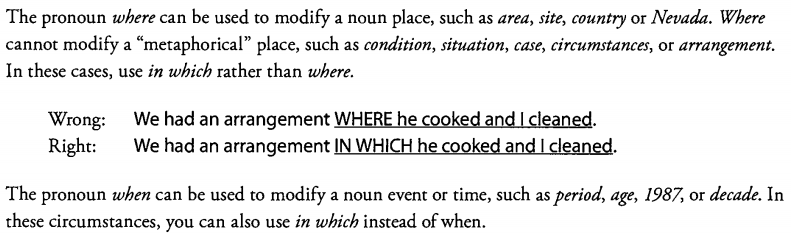 The pronoun where can be used to modify a noun place, such as area, site, country or Nevada. Where
cannot modify a “metaphorical” place, such as condition, situation, case, circumstances, or arrangement.
In these cases, use in which rather than where.
Wrong: We had an arrangement WHERE he cooked and I cleaned.
Right: We had an arrangement IN WHICH he cooked and I cleaned.
The pronoun when can be used to modify a noun event or time, such as period, age, 1987, or decade. In
these circumstances, you can also use in which instead of when.